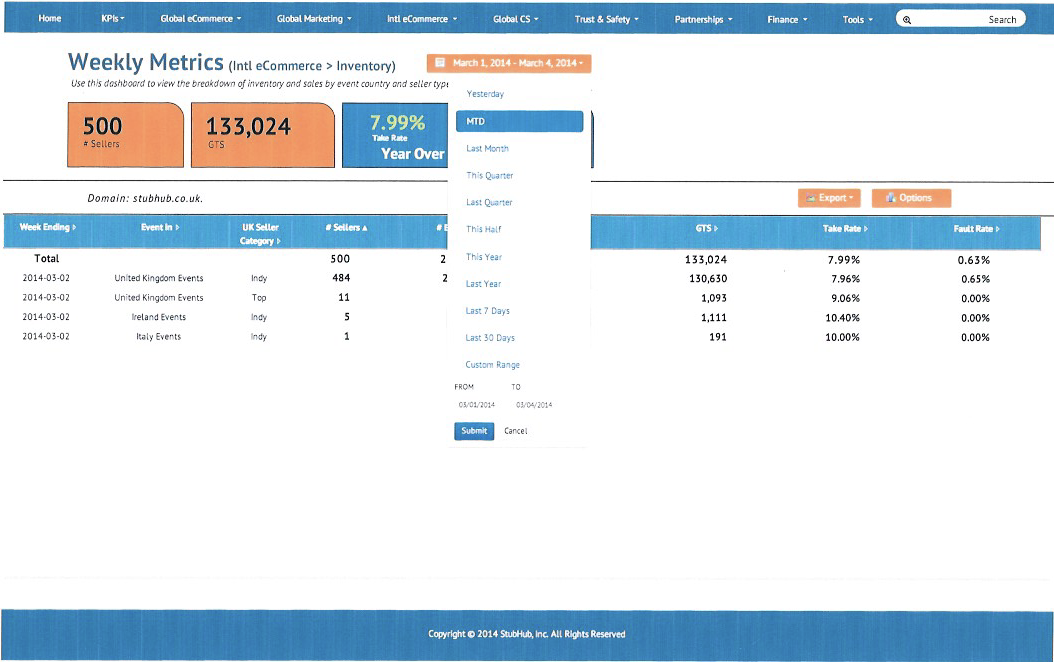 Home KPIs Global eCommerce Global Marketing Intl eCommerce Global CS Trust & Safety Partnerships Finance Tools Search
Weekly Metrics (Intl eCommerce > Inventory)
March 1, 2014 - March 4, 2014
Use this dashboard to view the breakdown of inventory and sales by event country and seller type
500
# Sellers
133,024
GTS
7.99%
Take Rate
Year Over
Yesterday
MTD
Last Month
This Quarter
Last Quarter
This Half
This Year
Last Year
Last 7 Days
Last 30 Days
Custom Range
FROM TO
03/01/2014 03/04/2014
Submit Cancel
Domain: stubhub.co.uk.
Export Options
Week Ending Event In UK Seller Category # Sellers # GTS Take Rate Fault Rate
Total 500 2 133,024 7.99% 0.63%
2014-03-02 United Kingdom Events Indy 484 2 130,630 7.96% 0.65%
2014-03-02 United Kingdom Events Top 11 1,093 9.06% 0.00%
2014-03-02 Ireland Events Indy 5 1,111 10.40% 0.00%
2014-03-02 Italy Events Indy 1 191 10.00% 0.00%
Copyright © 2014 StubHub, Inc. All Rights Reserved